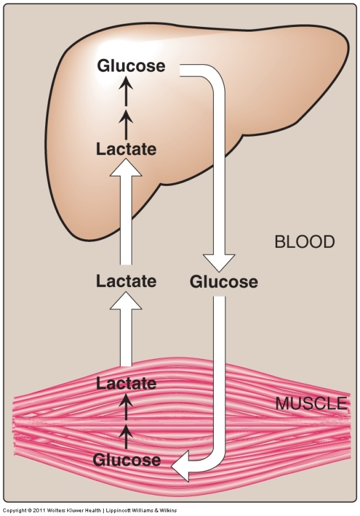 Glucose
Lactate
BLOOD
Lactate
Glucose
Lactate
MUSCLE
Glucose
Copyright © 2011 Wolters Kluwer Health | Lippincott Williams & Wilkins